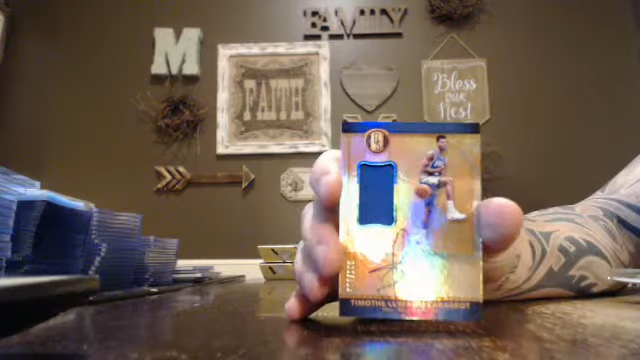 FAMILY
M
FAITH
Bless
our
Nest
TIMOTHE LUWAWU-CABARROT